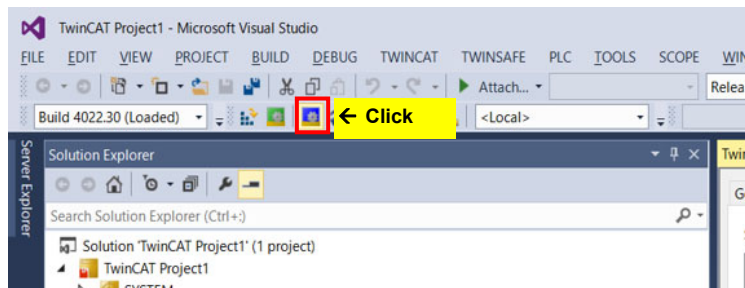 TwinCAT Project1 - Microsoft Visual Studio
FILE EDIT VIEW PROJECT BUILD DEBUG TWINCAT TWINSAFE PLC TOOLS SCOPE
Attach...
Build 4022.30 (Loaded) ← Click <Local>
Server Explorer
Solution Explorer
Search Solution Explorer (Ctrl+;)
Solution 'TwinCAT Project1' (1 project)
TwinCAT Project1
SYSTEM